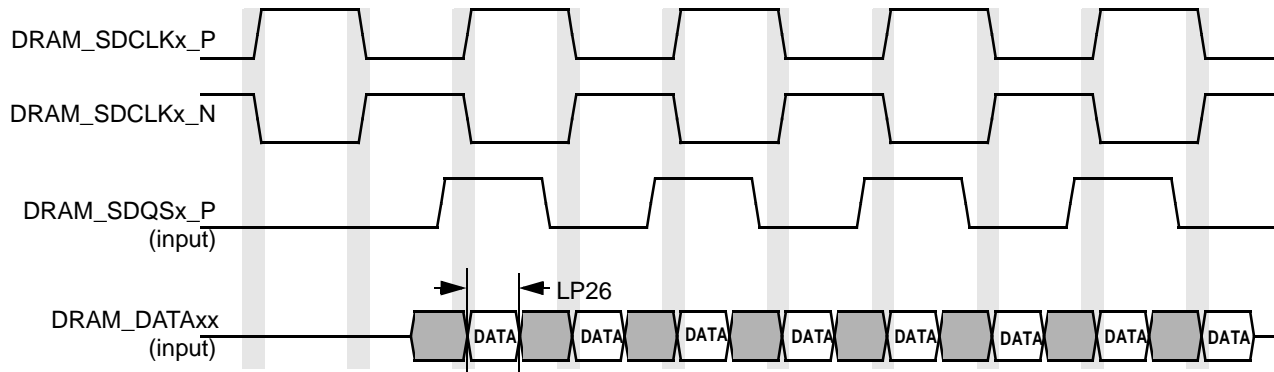 DRAM_SDCLKx_P
DRAM_SDCLKx_N
DRAM_SDQSx_P
(input)
LP26
DRAM_DATAxx
(input)
DATA DATA DATA DATA DATA DATA DATA DATA